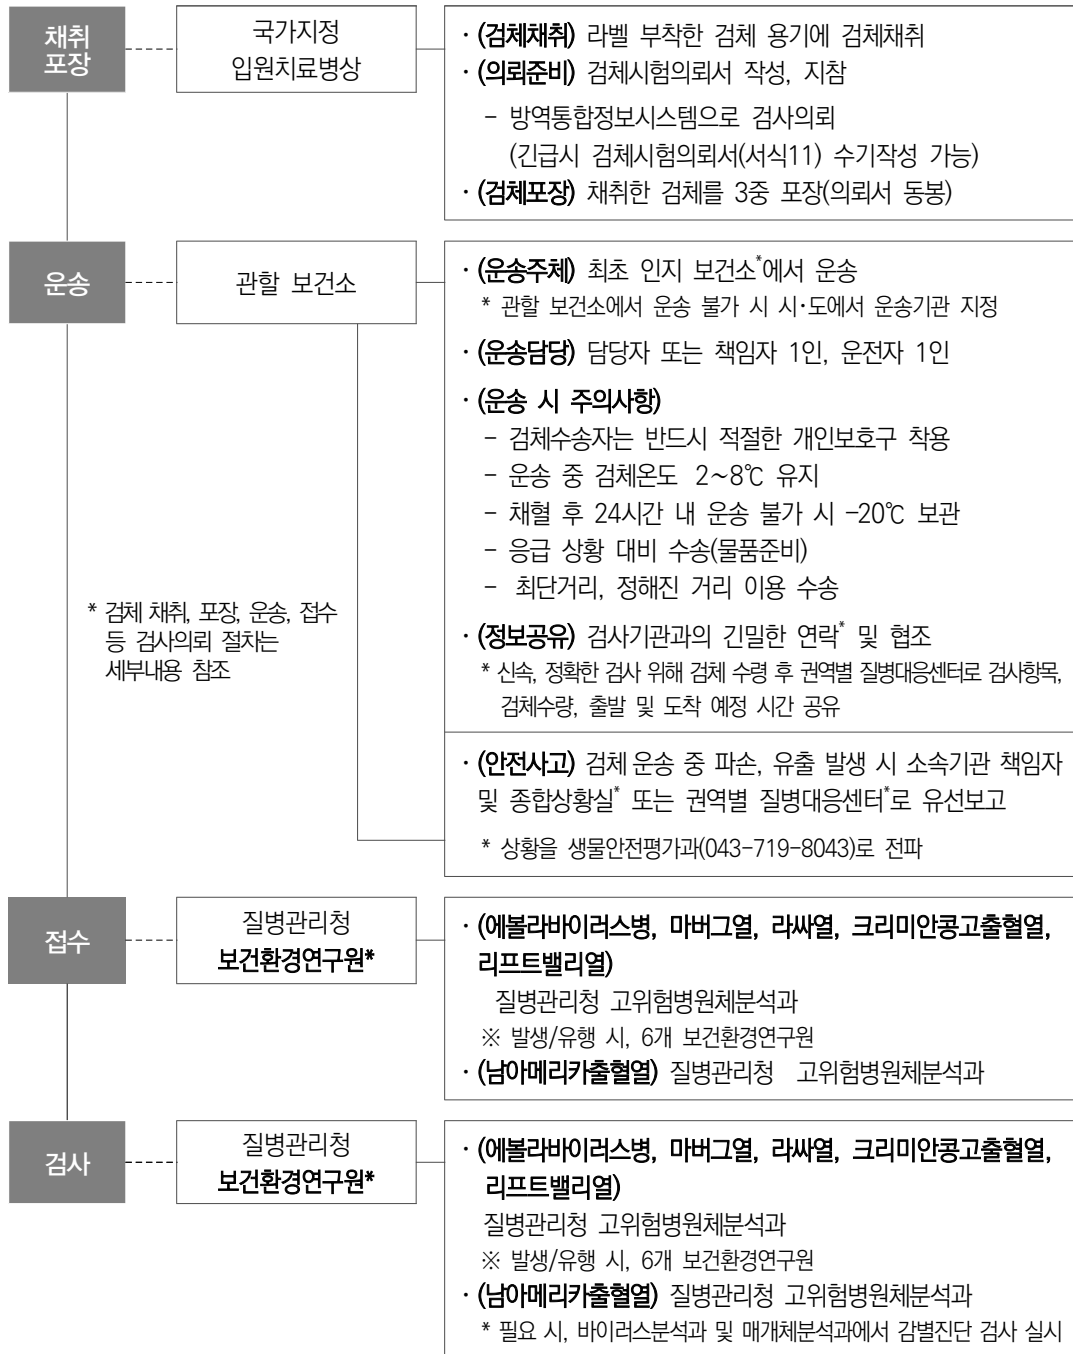 채취
포장
국가지정
입원치료병상
· (검체채취) 라벨 부착한 검체 용기에 검체채취
· (의뢰준비) 검체시험의뢰서 작성, 지참
- 방역통합정보시스템으로 검사의뢰
(긴급시 검체시험의뢰서(서식11) 수기작성 가능)
· (검체포장) 채취한 검체를 3중 포장(의뢰서 동봉)
운송
관할 보건소
· (운송주체) 최초 인지 보건소*에서 운송
* 관할 보건소에서 운송 불가 시 시·도에서 운송기관 지정
· (운송담당) 담당자 또는 책임자 1인, 운전자 1인
· (운송 시 주의사항)
- 검체수송자는 반드시 적절한 개인보호구 착용
- 운송 중 검체온도 2~8℃ 유지
- 채혈 후 24시간 내 운송 불가 시 -20℃ 보관
- 응급 상황 대비 수송(물품준비)
- 최단거리, 정해진 거리 이용 수송
· (정보공유) 검사기관과의 긴밀한 연락* 및 협조
* 신속, 정확한 검사 위해 검체 수령 후 권역별 질병대응센터로 검사항목,
검체수량, 출발 및 도착 예정 시간 공유
* 검체 채취, 포장, 운송, 접수
등 검사의뢰 절차는
세부내용 참조
· (안전사고) 검체 운송 중 파손, 유출 발생 시 소속기관 책임자
및 종합상황실* 또는 권역별 질병대응센터*로 유선보고
* 상황을 생물안전평가과(043-719-8043)로 전파
접수
질병관리청
보건환경연구원*
· (에볼라바이러스병, 마버그열, 라싸열, 크리미안콩고출혈열,
리프트밸리열)
질병관리청 고위험병원체분석과
※ 발생/유행 시, 6개 보건환경연구원
· (남아메리카출혈열) 질병관리청 고위험병원체분석과
검사
질병관리청
보건환경연구원*
· (에볼라바이러스병, 마버그열, 라싸열, 크리미안콩고출혈열,
리프트밸리열)
질병관리청 고위험병원체분석과
※ 발생/유행 시, 6개 보건환경연구원
· (남아메리카출혈열) 질병관리청 고위험병원체분석과
* 필요 시, 바이러스분석과 및 매개체분석과에서 감별진단 검사 실시